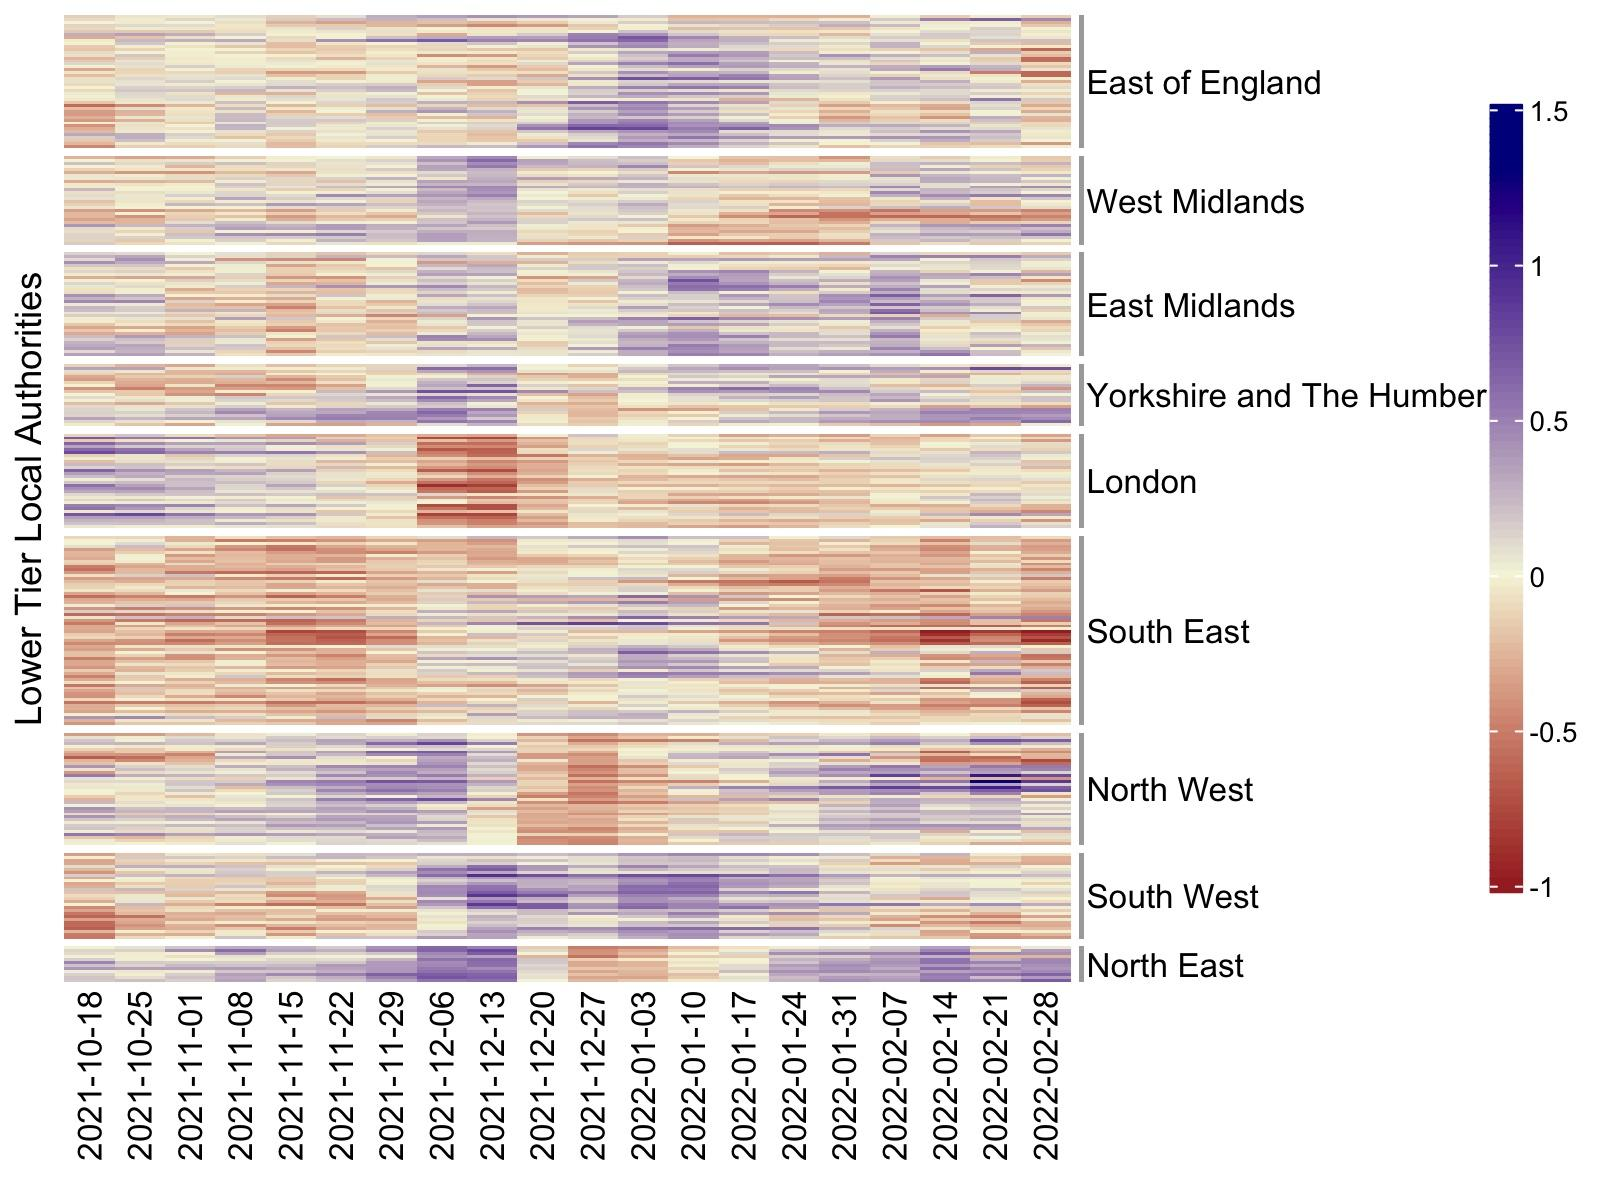 Lower Tier Local Authorities
East of England
West Midlands
East Midlands
Yorkshire and The Humber
London
South East
North West
South West
North East
1.5
1
0.5
0
-0.5
-1
2021-10-18
2021-10-25
2021-11-01
2021-11-08
2021-11-15
2021-11-22
2021-11-29
2021-12-06
2021-12-13
2021-12-20
2021-12-27
2022-01-03
2022-01-10
2022-01-17
2022-01-24
2022-01-31
2022-02-07
2022-02-14
2022-02-21
2022-02-28